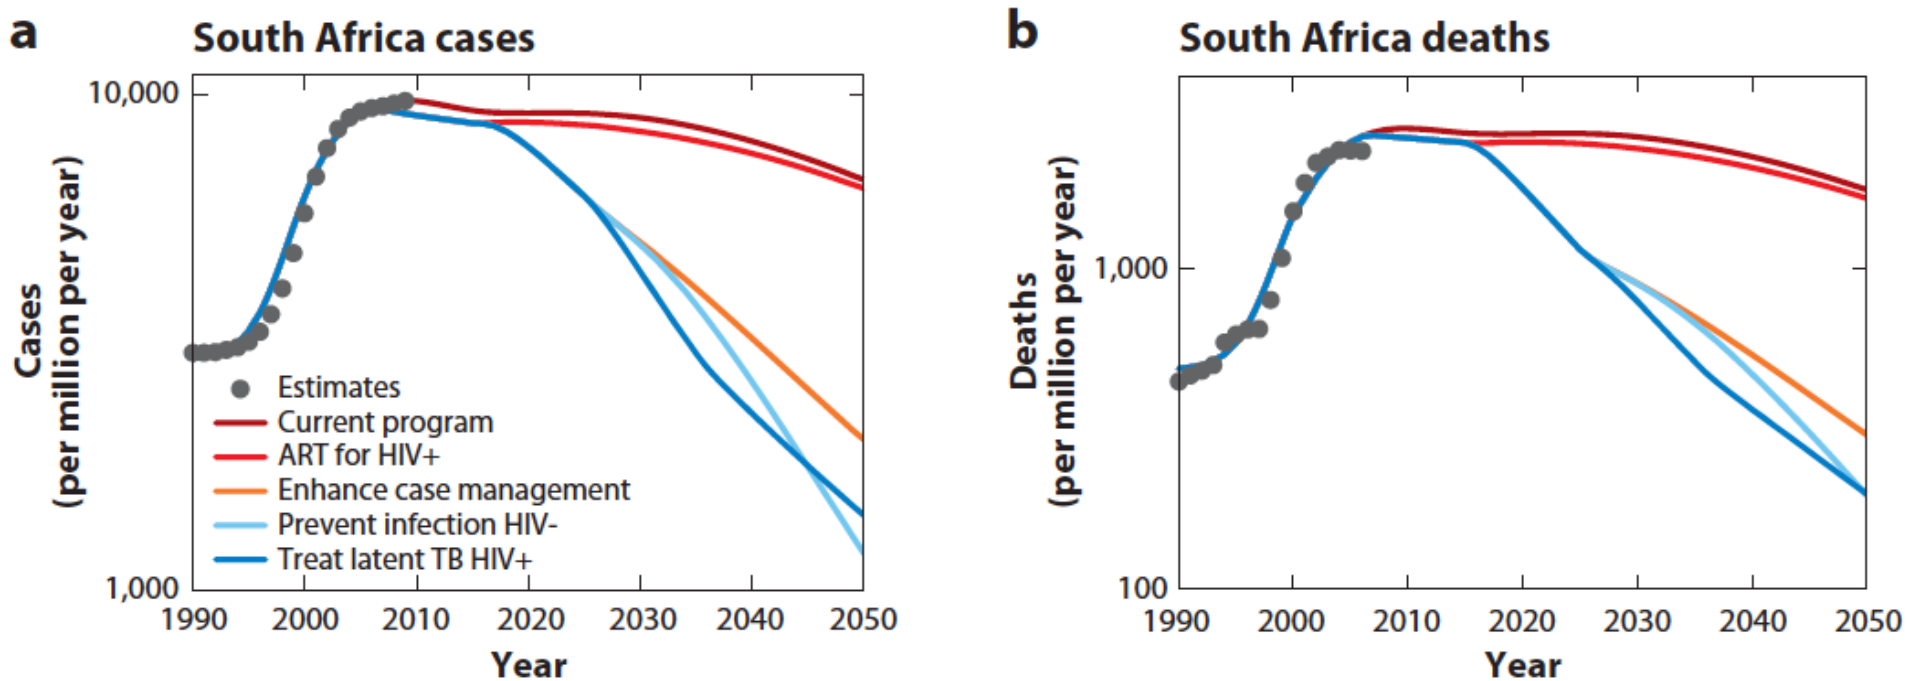 a
South Africa cases
10,000
1,000
Cases
(per million per year)
Estimates
Current program
ART for HIV+
Enhance case management
Prevent infection HIV-
Treat latent TB HIV+
1990 2000 2010 2020 2030 2040 2050
Year
b
South Africa deaths
1,000
100
Deaths
(per million per year)
1990 2000 2010 2020 2030 2040 2050
Year